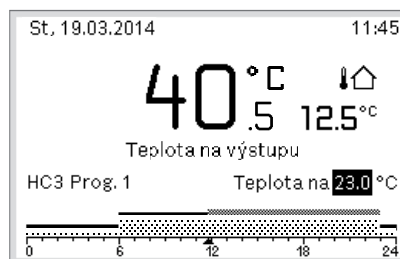 St, 19.03.2014 11:45
40.5 °C
12.5°C
Teplota na výstupu
HC3 Prog. 1 Teplota na 23.0 °C
0 6 12 18 24